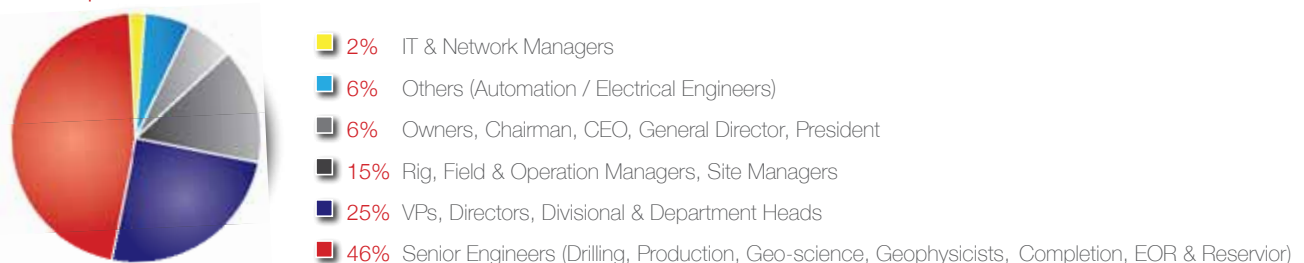 2% IT & Network Managers
6% Others (Automation / Electrical Engineers)
6% Owners, Chairman, CEO, General Director, President
15% Rig, Field & Operation Managers, Site Managers
25% VPs, Directors, Divisional & Department Heads
46% Senior Engineers (Drilling, Production, Geo-science, Geophysicists, Completion, EOR & Reservior)